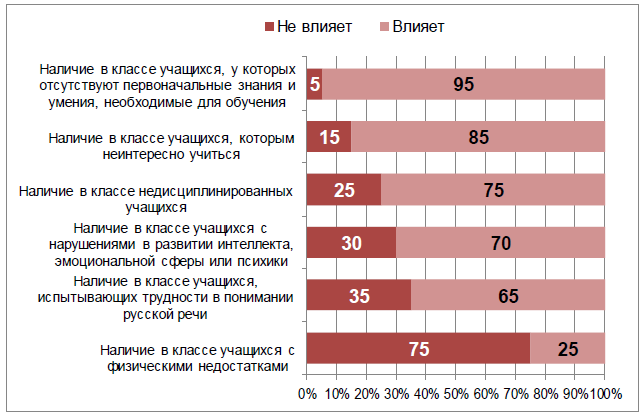 Не влияет Влияет
Наличие в классе учащихся, у которых
отсутствуют первоначальные знания и
умения, необходимые для обучения
5 95
Наличие в классе учащихся, которым
неинтересно учиться
15 85
Наличие в классе недисциплинированных
учащихся
25 75
Наличие в классе учащихся с
нарушениями в развитии интеллекта,
эмоциональной сферы или психики
30 70
Наличие в классе учащихся,
испытывающих трудности в понимании
русской речи
35 65
Наличие в классе учащихся с
физическими недостатками
75 25
0% 10% 20% 30% 40% 50% 60% 70% 80% 90% 100%